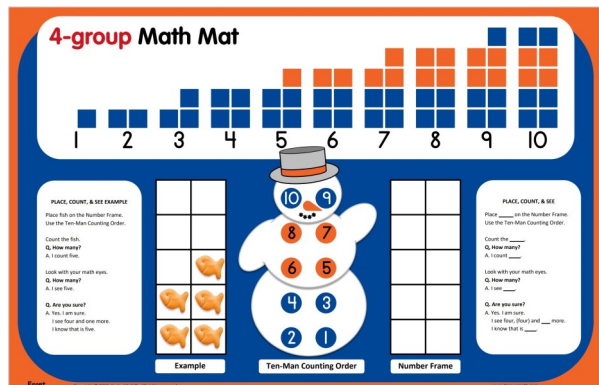 4-group Math Mat
1 2 3 4 5 6 7 8 9 10
PLACE, COUNT, & SEE EXAMPLE
Place fish on the Number Frame.
Use the Ten-Man Counting Order.
Count the fish.
Q. How many?
A. I count five.
Look with your math eyes.
Q. How many?
A. I see five.
Q. Are you sure?
A. Yes. I am sure.
I see four and one more.
I know that is five.
Example
10 9
8 7
6 5
4 3
2 1
Ten-Man Counting Order
Number Frame
PLACE, COUNT, & SEE
Place _____ on the Number Frame.
Use the Ten-Man Counting Order.
Count the _____.
Q. How many?
A. I count ____.
Look with your math eyes.
Q. How many?
A. I see ____.
Q. Are you sure?
A. Yes. I am sure.
I see four, (four) and ___ more.
I know that is ____.
Front